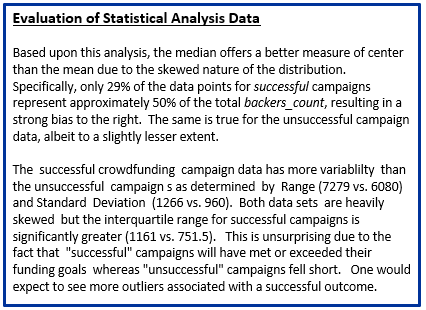 Evaluation of Statistical Analysis Data
Based upon this analysis, the median offers a better measure of center
than the mean due to the skewed nature of the distribution.
Specifically, only 29% of the data points for successful campaigns
represent approximately 50% of the total backers_count, resulting in a
strong bias to the right.  The same is true for the unsuccessful campaign
data, albeit to a slightly lesser extent.
The  successful crowdfunding  campaign data has more variablilty  than
the unsuccessful  campaign s as determined  by  Range (7279 vs. 6080)
and Standard  Deviation  (1266 vs. 960).  Both data sets  are heavily
skewed  but the interquartile range for successful campaigns is
significantly greater (1161 vs. 751.5).   This is unsurprising due to the
fact that  "successful" campaigns will have met or exceeded their
funding goals  whereas "unsuccessful" campaigns fell short.   One would
expect to see more outliers associated with a successful outcome.